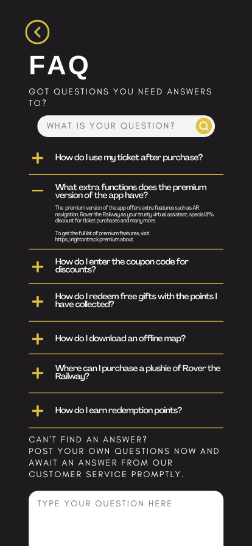 FAQ
GOT QUESTIONS YOU NEED ANSWERS
TO?
WHAT IS YOUR QUESTION?
How do I use my ticket after purchase?
What extra functions does the premium
version of the app have?
The premium version of the app offers extra features such as AR
navigation, Rover the Railway as your trusty virtual assistant, special
discount for ticket purchases and many more.
To get the full list of premium features, visit
How do I enter the coupon code for
discounts?
How do I redeem free gifts with the points I
have collected?
How do I download an offline map?
Where can I purchase a plushie of Rover the
Railway?
How do I earn redemption points?
CAN'T FIND AN ANSWER?
POST YOUR OWN QUESTIONS NOW AND
AWAIT AN ANSWER FROM OUR
CUSTOMER SERVICE PROMPTLY.
TYPE YOUR QUESTION HERE